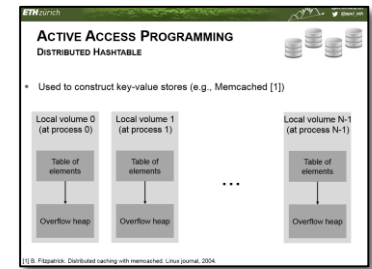 ETHzürich
ACTIVE ACCESS PROGRAMMING
DISTRIBUTED HASHTABLE
Used to construct key-value stores (e.g., Memcached [1])
Local volume 0
(at process 0)
Local volume 1
(at process 1)
Local volume N-1
(at process N-1)
Table of
elements
Table of
elements
...
Table of
elements
Overflow heap
Overflow heap
Overflow heap
[1] B. Fitzpatrick. Distributed caching with memcached. Linux journal, 2004.